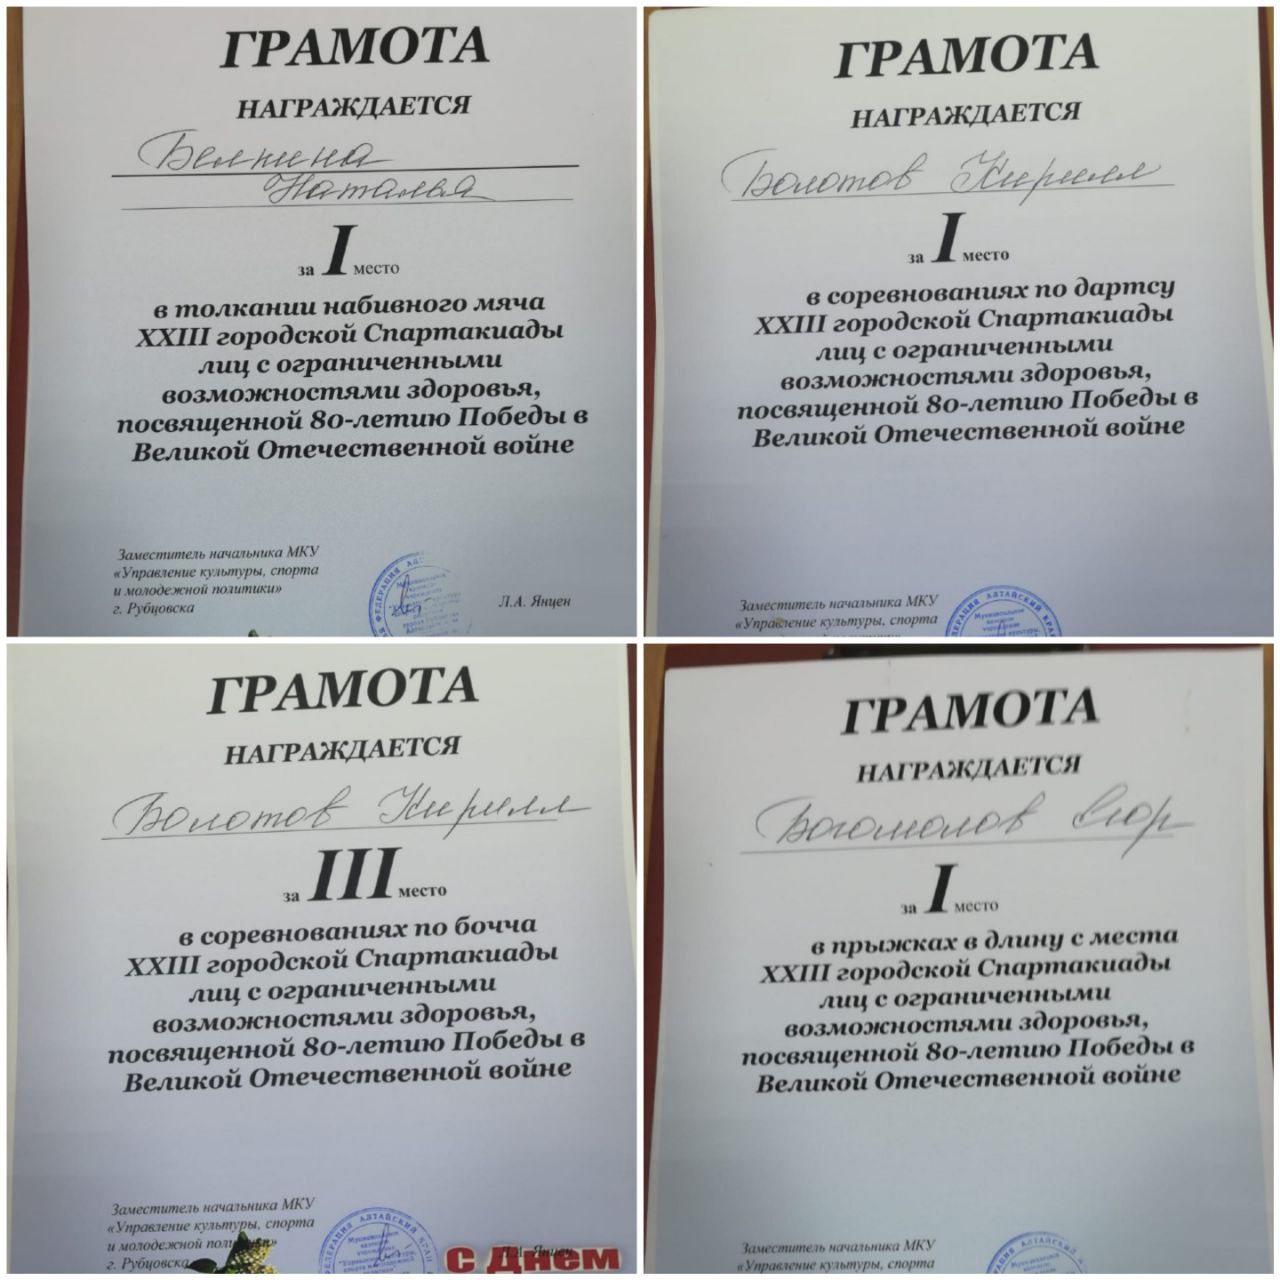 ГРАМОТА
НАГРАЖДАЕТСЯ
Белкина
Наталья
за I место
в толкании набивного мяча
XXIII городской Спартакиады
лиц с ограниченными
возможностями здоровья,
посвященной 80-летию Победы в
Великой Отечественной войне
Заместитель начальника МКУ
«Управление культуры, спорта
и молодежной политики»
г. Рубцовска
Л.А. Янцен
ГРАМОТА
НАГРАЖДАЕТСЯ
Болотов Кирилл
за I место
в соревнованиях по дартсу
XXIII городской Спартакиады
лиц с ограниченными
возможностями здоровья,
посвященной 80-летию Победы в
Великой Отечественной войне
Заместитель начальника МКУ
«Управление культуры, спорта
ГРАМОТА
НАГРАЖДАЕТСЯ
Болотов Кирилл
за III место
в соревнованиях по бочча
XXIII городской Спартакиады
лиц с ограниченными
возможностями здоровья,
посвященной 80-летию Победы в
Великой Отечественной войне
Заместитель начальника МКУ
«Управление культуры, спорта
и молодежной политики»
г. Рубцовска
Л.А. Янцен
С Днем
ГРАМОТА
НАГРАЖДАЕТСЯ
Богомолов Егор
за I место
в прыжках в длину с места
XXIII городской Спартакиады
лиц с ограниченными
возможностями здоровья,
посвященной 80-летию Победы в
Великой Отечественной войне
Заместитель начальника МКУ
«Управление культуры, спорта